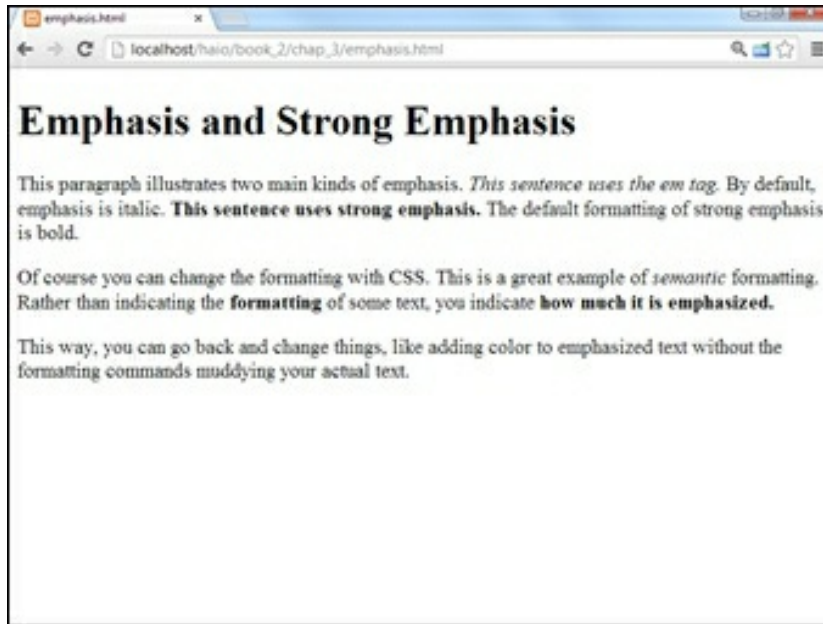 emphasis.html
localhost/haio/book_2/chap_3/emphasis.html
Emphasis and Strong Emphasis
This paragraph illustrates two main kinds of emphasis. This sentence uses the em tag. By default,
emphasis is italic. This sentence uses strong emphasis. The default formatting of strong emphasis
is bold.
Of course you can change the formatting with CSS. This is a great example of semantic formatting.
Rather than indicating the formatting of some text, you indicate how much it is emphasized.
This way, you can go back and change things, like adding color to emphasized text without the
formatting commands muddying your actual text.